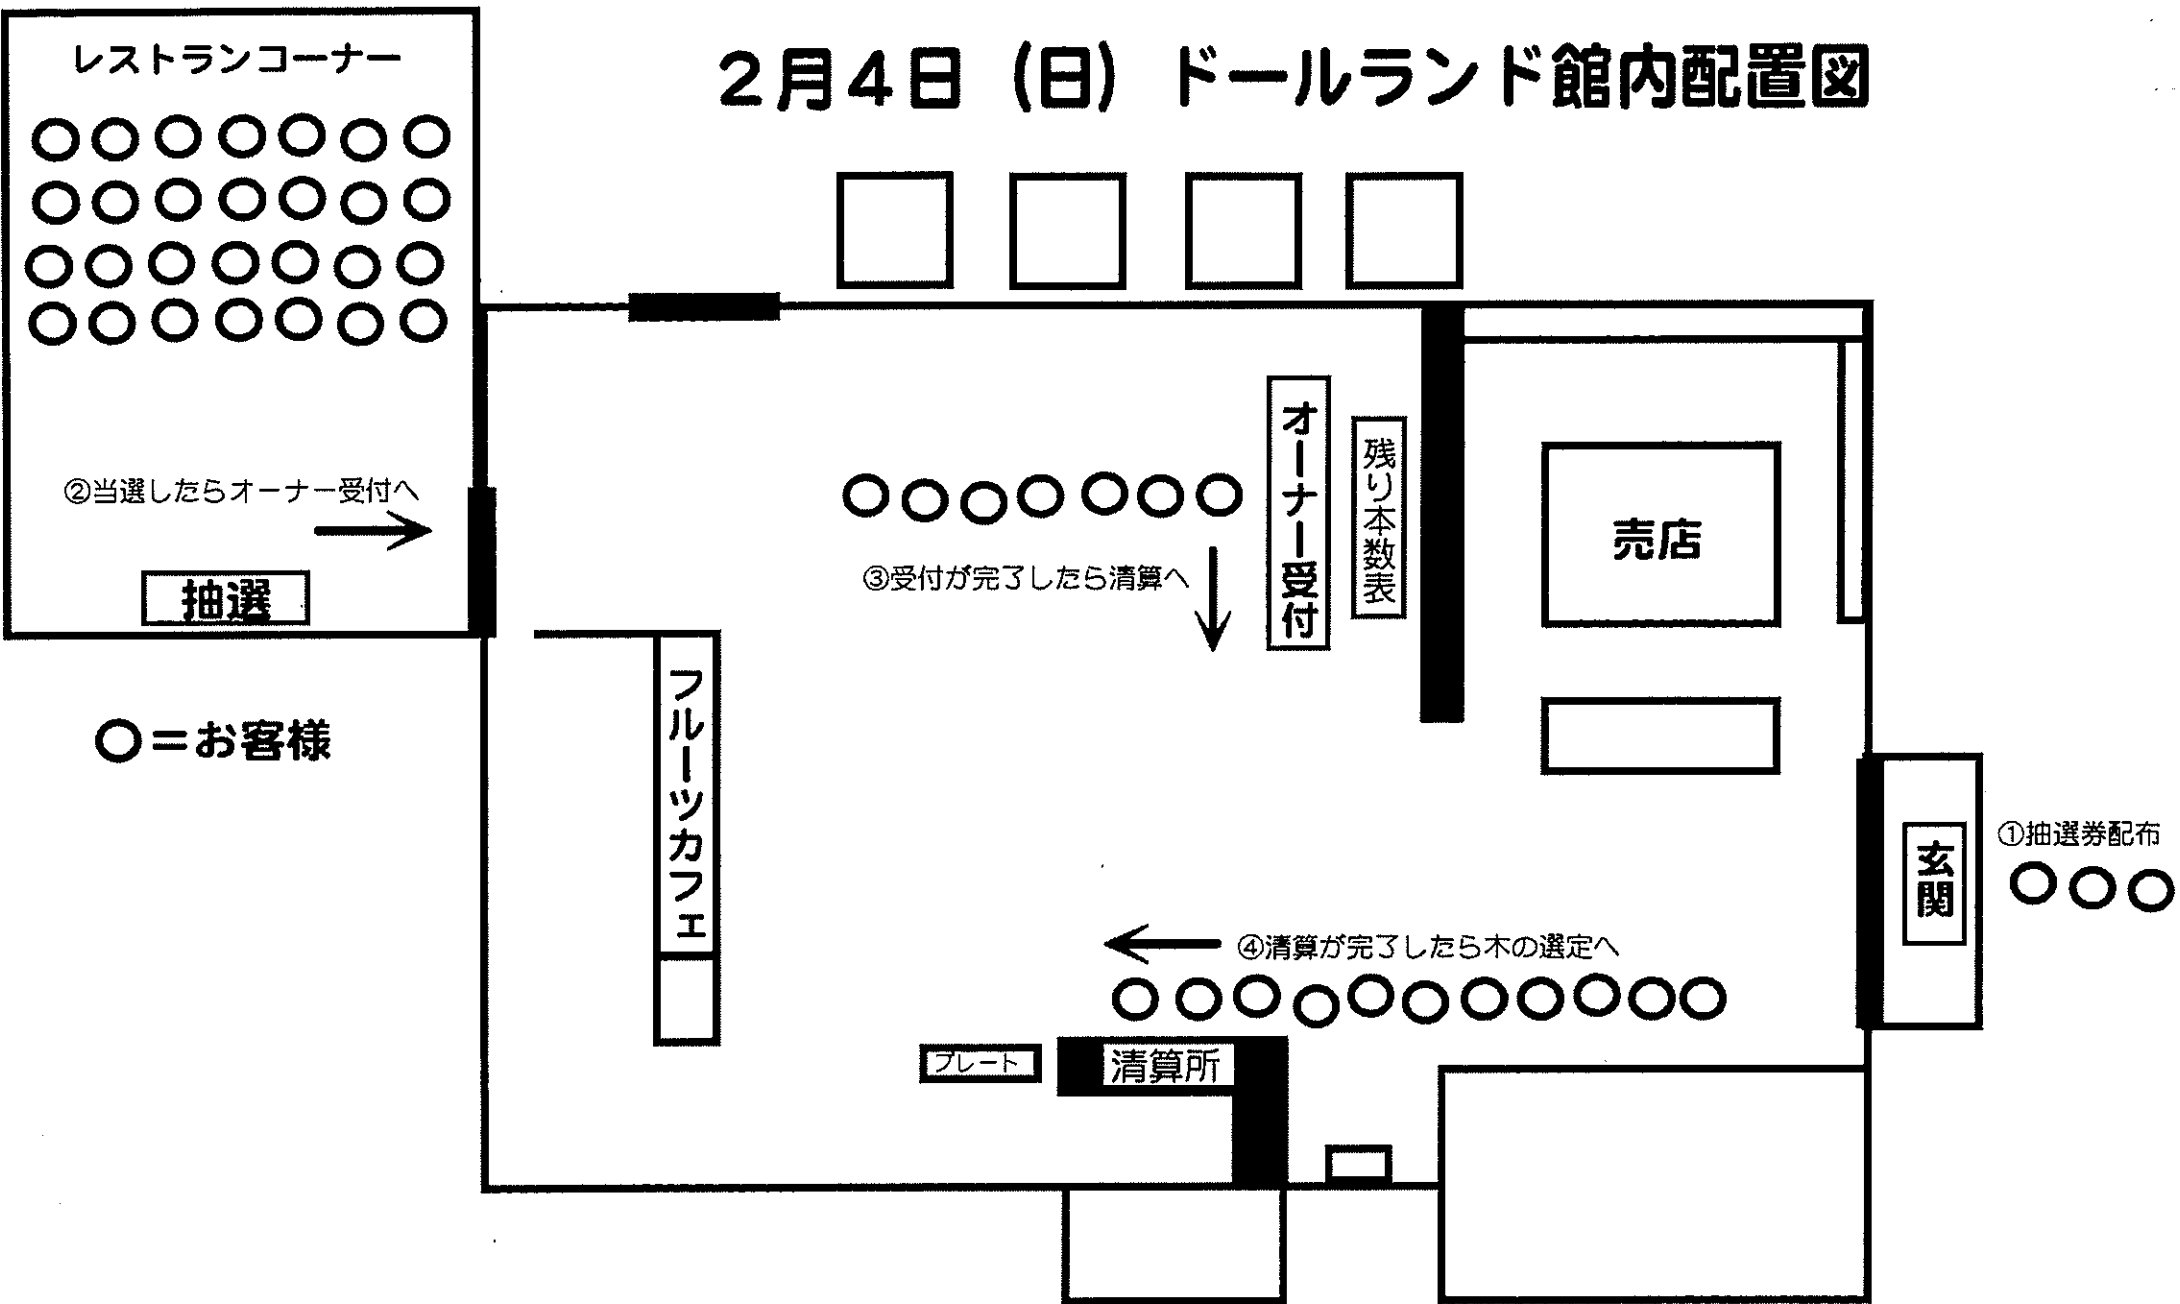 ２月４日（日）ドールランド館内配置図
レストランコーナー
②当選したらオーナー受付へ
抽選
○＝お客様
オーナー受付
残り本数表
③受付が完了したら清算へ
売店
フルーツカフェ
玄関
①抽選券配布
④清算が完了したら木の選定へ
プレート
清算所